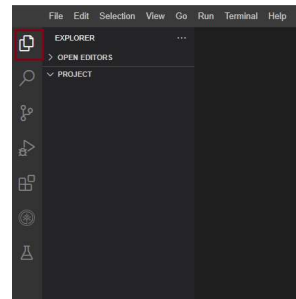 File Edit Selection View Go Run Terminal Help
EXPLORER ...
> OPEN EDITORS
PROJECT